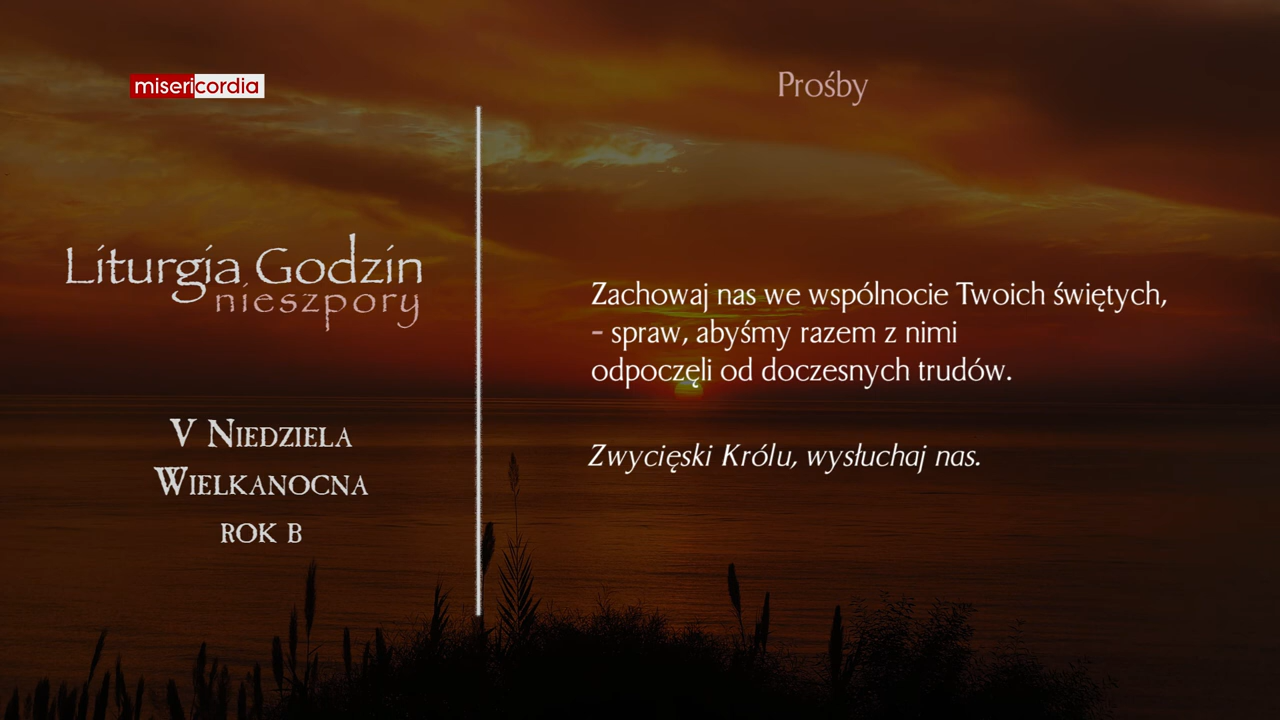 misericordia
Prośby
Liturgia Godzin
nieszpory
V Niedziela
Wielkanocna
rok B
Zachowaj nas we wspólnocie Twoich świętych,
- spraw, abyśmy razem z nimi
odpoczęli od doczesnych trudów.
Zwycięski Królu, wysłuchaj nas.